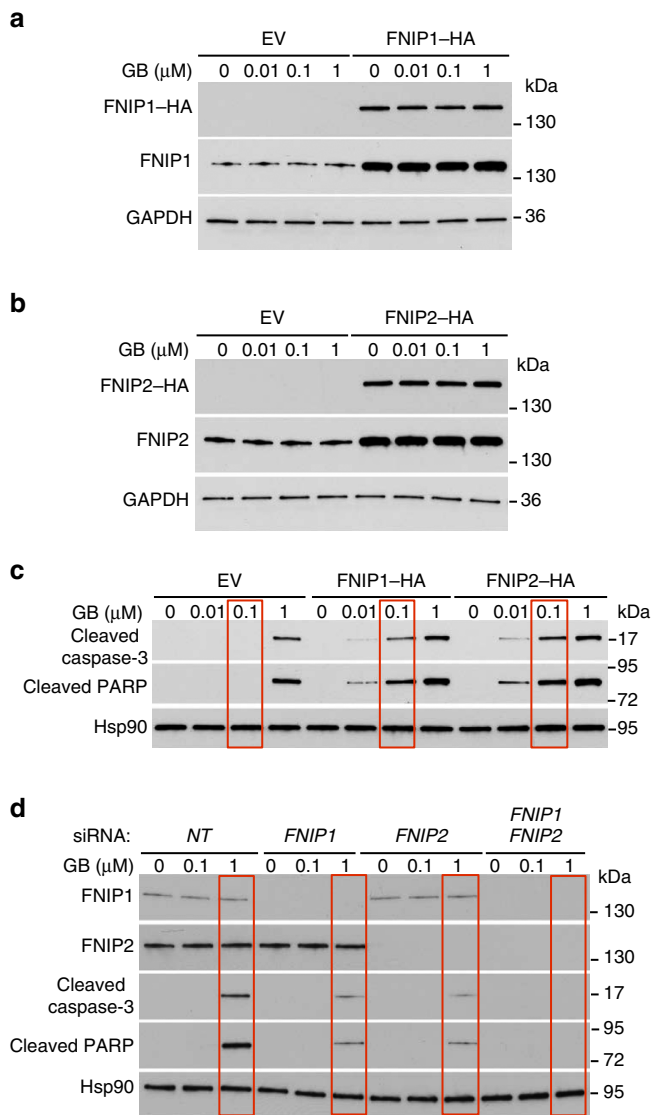 a
EV FNIP1–HA
GB (μM) 0 0.01 0.1 1 0 0.01 0.1 1
kDa
FNIP1–HA
130
FNIP1
130
GAPDH
36
b
EV FNIP2–HA
GB (μM) 0 0.01 0.1 1 0 0.01 0.1 1
kDa
FNIP2–HA
130
FNIP2
130
GAPDH
36
c
EV FNIP1–HA FNIP2–HA
GB (μM) 0 0.01 0.1 1 0 0.01 0.1 1 0 0.01 0.1 1 kDa
Cleaved
caspase-3
17
95
Cleaved PARP
72
Hsp90
95
d
siRNA: NT FNIP1 FNIP2 FNIP1
FNIP2
GB (μM) 0 0.1 1 0 0.1 1 0 0.1 1 0 0.1 1
kDa
FNIP1
130
FNIP2
130
Cleaved
caspase-3
17
95
Cleaved PARP
72
Hsp90
95